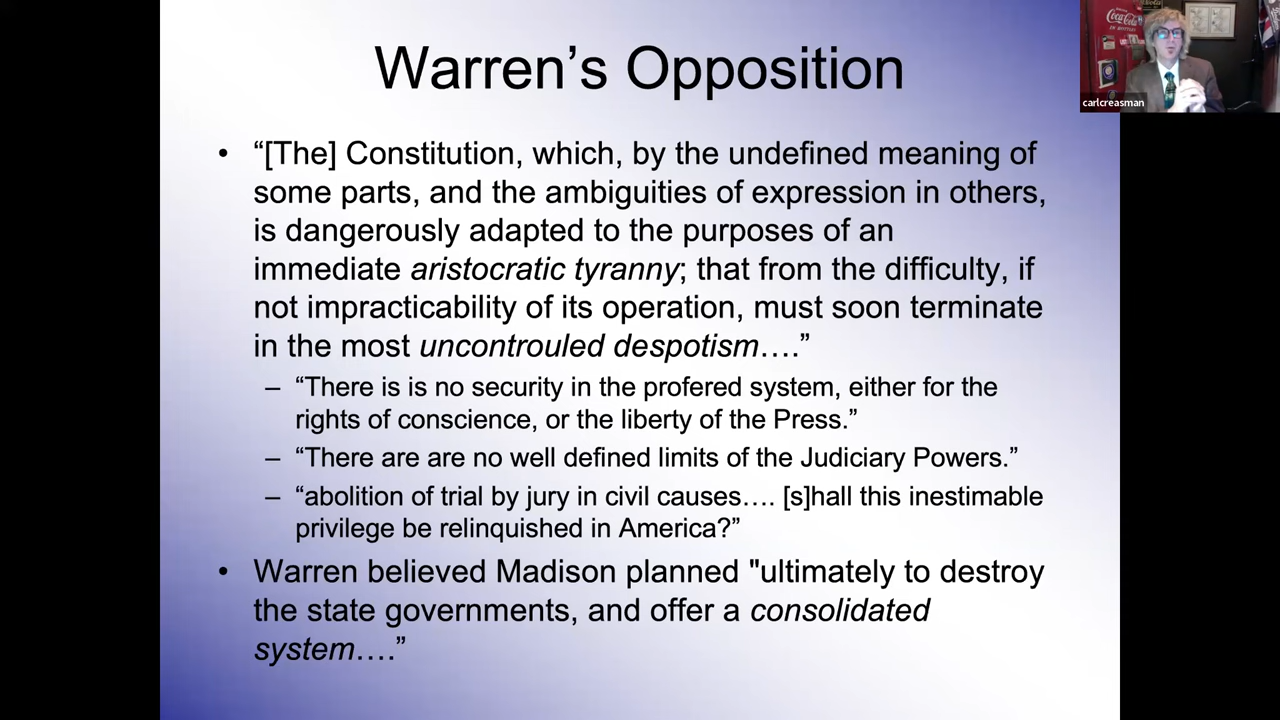 Warren’s Opposition
• “[The] Constitution, which, by the undefined meaning of
some parts, and the ambiguities of expression in others,
is dangerously adapted to the purposes of an
immediate aristocratic tyranny; that from the difficulty, if
not impracticability of its operation, must soon terminate
in the most uncontrouled despotism….”
– “There is is no security in the profered system, either for the
rights of conscience, or the liberty of the Press.”
– “There are are no well defined limits of the Judiciary Powers.”
– “abolition of trial by jury in civil causes…. [s]hall this inestimable
privilege be relinquished in America?”
• Warren believed Madison planned "ultimately to destroy
the state governments, and offer a consolidated
system….”
Coca-Cola
carlcreasman